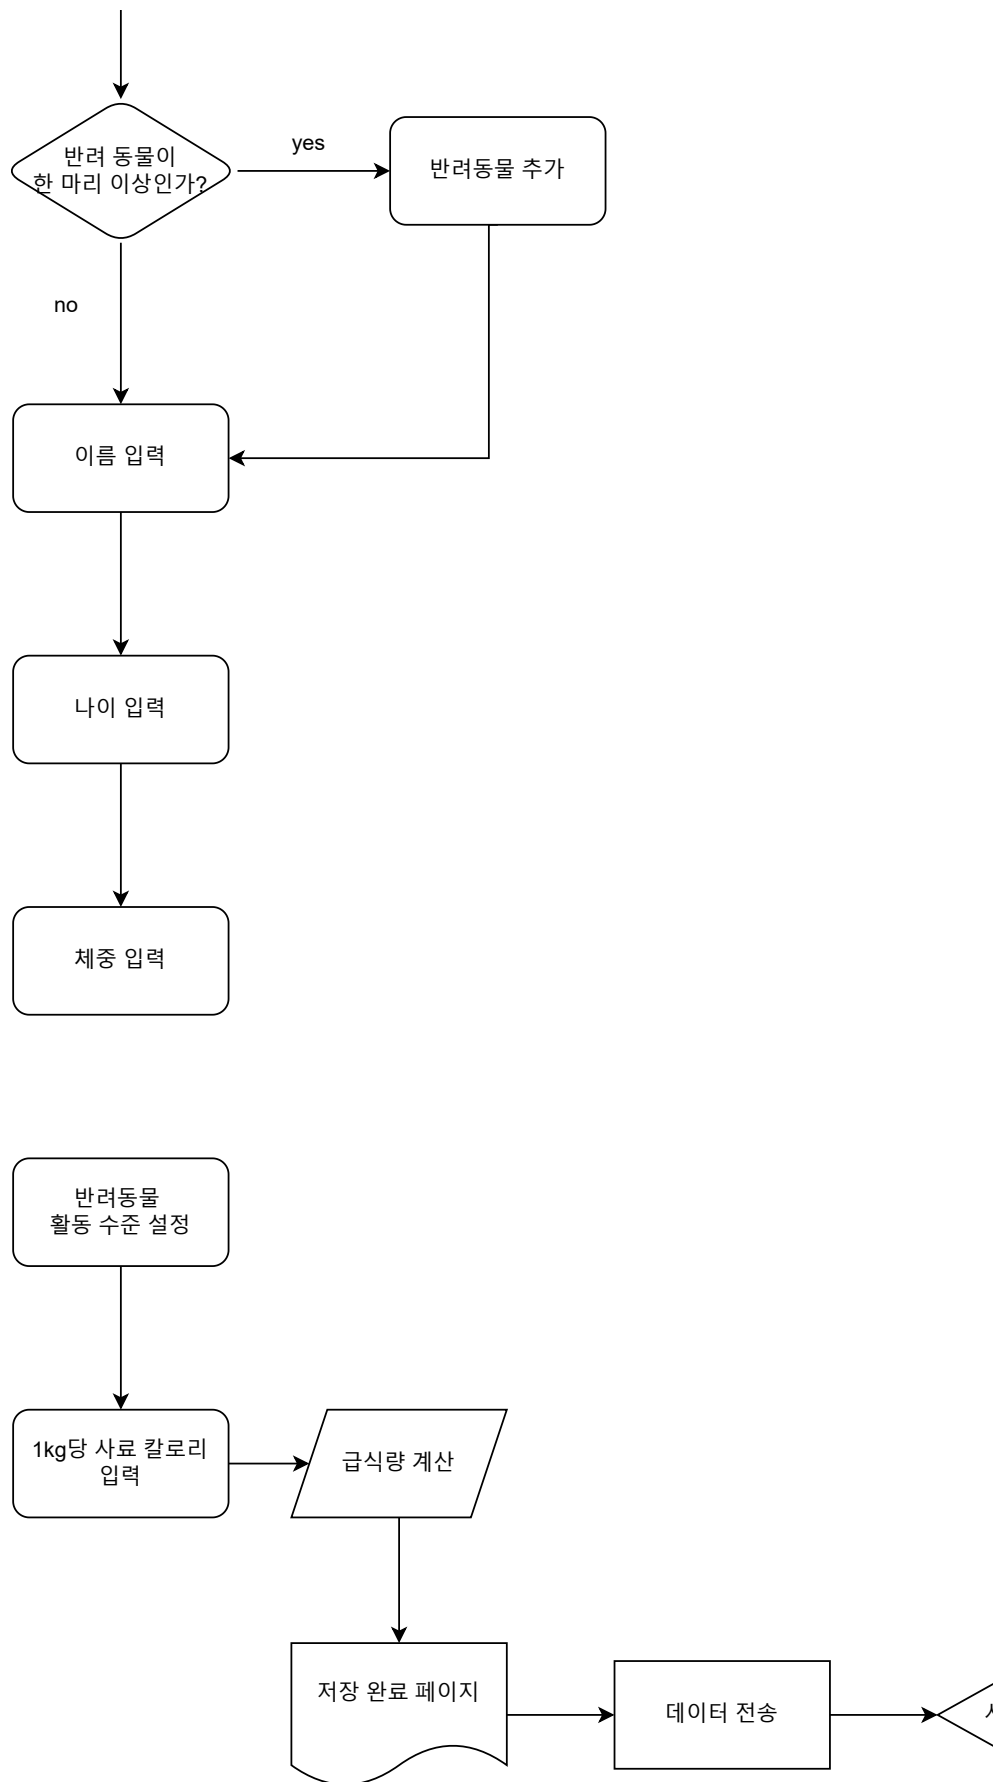 반려 동물이
한 마리 이상인가?
yes
반려동물 추가
no
이름 입력
나이 입력
체중 입력
반려동물
활동 수준 설정
1kg당 사료 칼로리
입력
급식량 계산
저장 완료 페이지
데이터 전송